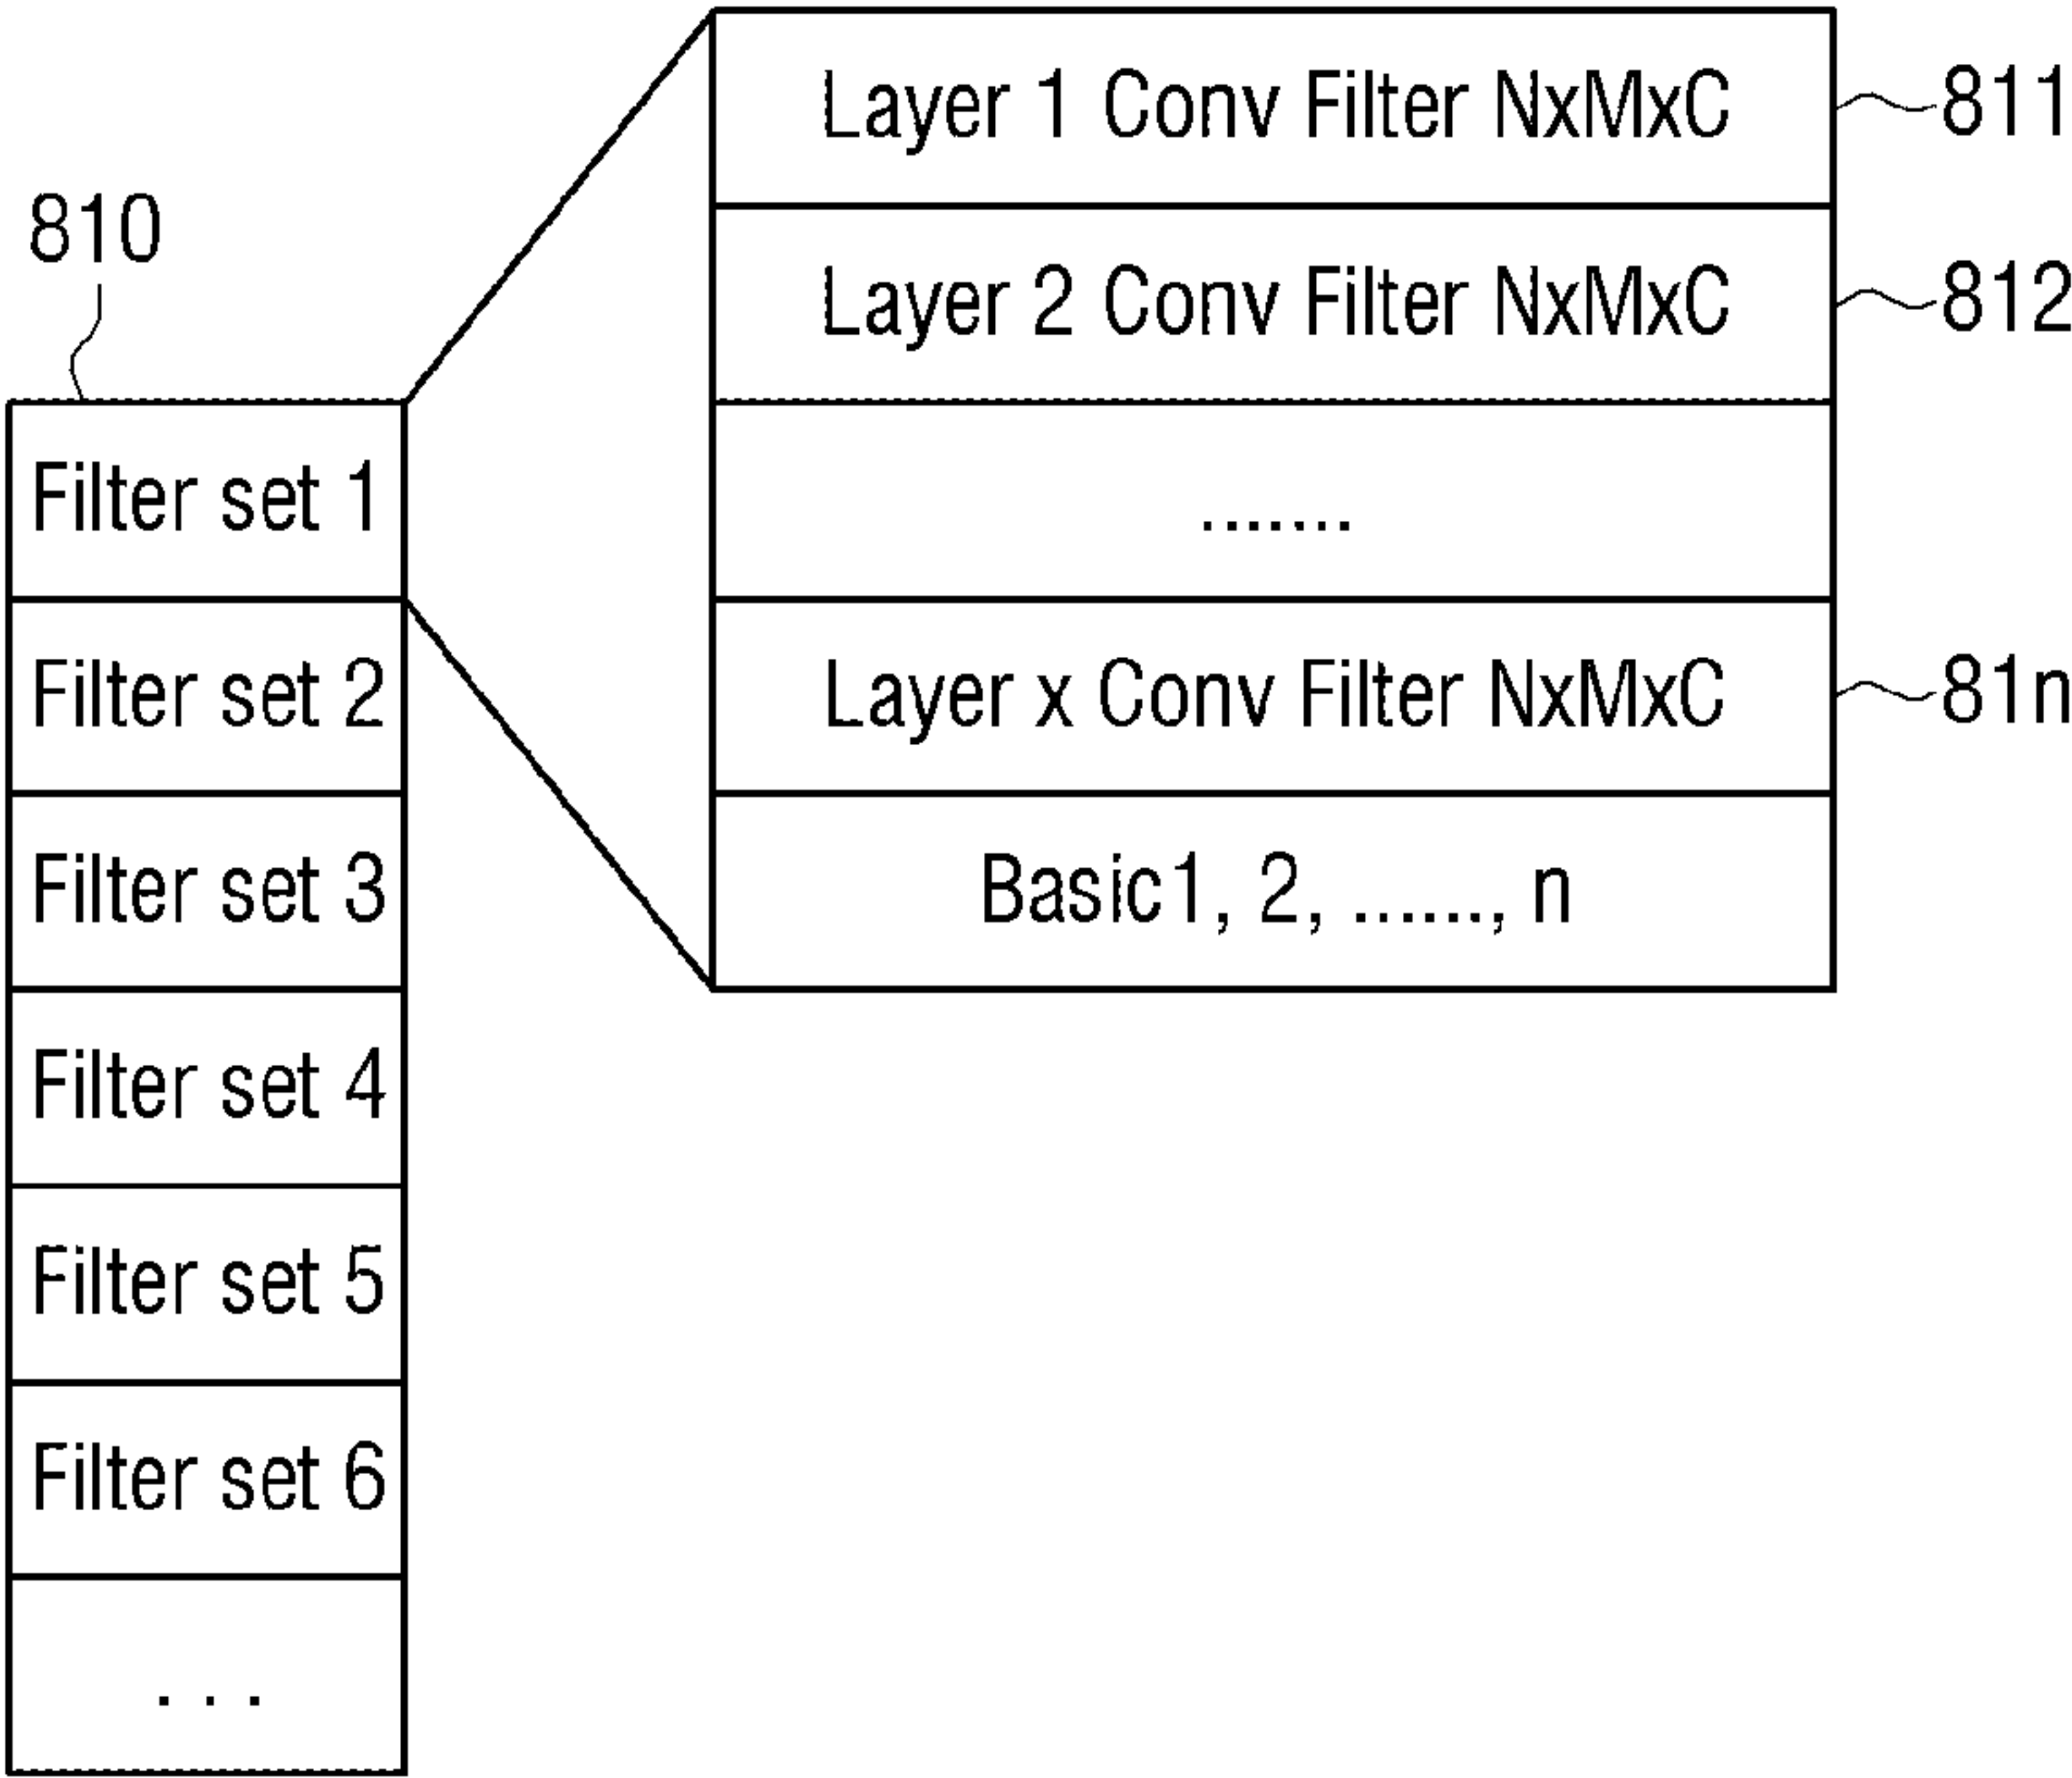 810
Filter set 1
Filter set 2
Filter set 3
Filter set 4
Filter set 5
Filter set 6
. . .
Layer 1 Conv Filter NxMxC
811
Layer 2 Conv Filter NxMxC
812
.......
Layer x Conv Filter NxMxC
81n
Basic1, 2, ......, n